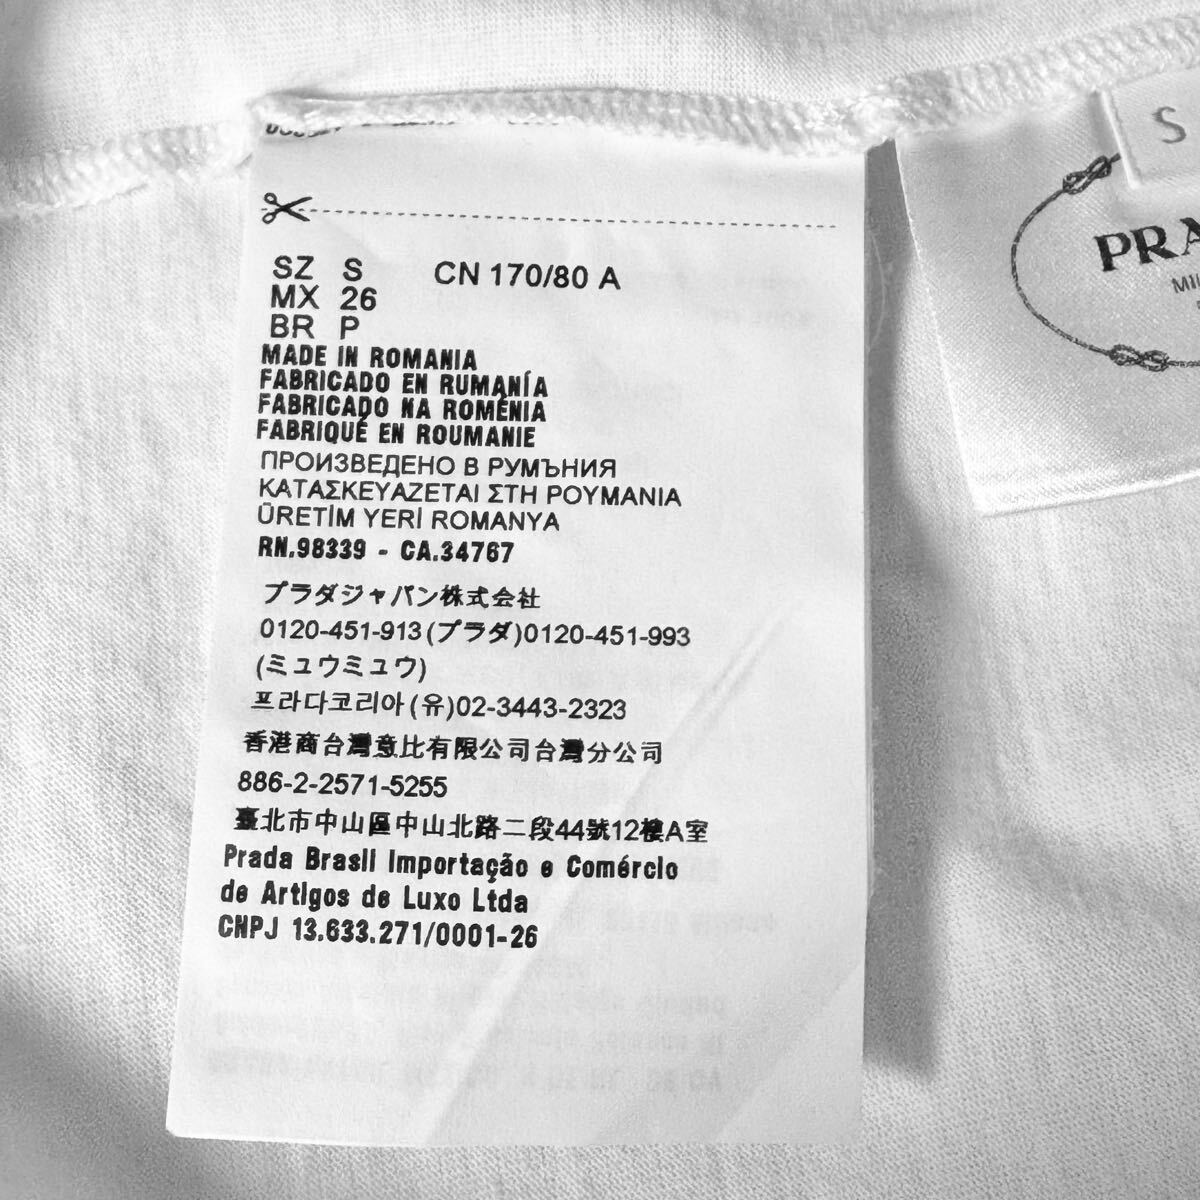 SZ S CN 170/80 A
MX 26
BR P
MADE IN ROMANIA
FABRICADO EN RUMANÍA
FABRICADO NA ROMÉNIA
FABRIQUÉ EN ROUMANIE
ПРОИЗВЕДЕНО В РУМЪНИЯ
ΚΑΤΑΣΚΕΥΑΖΕΤΑΙ ΣΤΗ ΡΟΥΜΑΝΙΑ
ÜRETİM YERİ ROMANYA
RN.98339 - CA.34767
プラダジャパン株式会社
0120-451-913(プラダ)0120-451-993
(ミュウミュウ)
프라다코리아(유)02-3443-2323
香港商台灣意比有限公司台灣分公司
886-2-2571-5255
臺北市中山區中山北路二段44號12樓A室
Prada Brasil Importação e Comércio
de Artigos de Luxo Ltda
CNPJ 13.633.271/0001-26
S